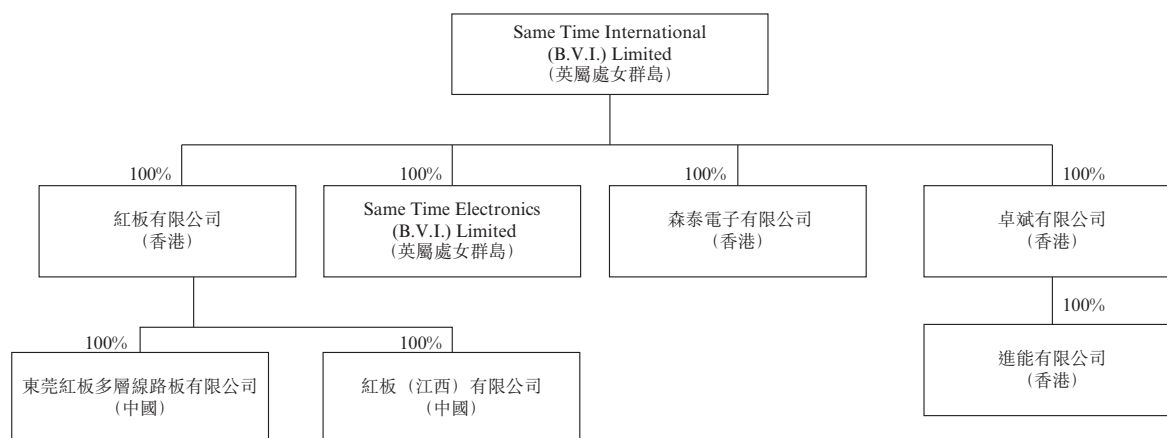 Same Time International
(B.V.I.) Limited
(英屬處女群島)
100%
100%
100%
100%
紅板有限公司
(香港)
Same Time Electronics
(B.V.I.) Limited
(英屬處女群島)
森泰電子有限公司
(香港)
卓斌有限公司
(香港)
100%
100%
100%
東莞紅板多層線路板有限公司
(中國)
紅板（江西）有限公司
(中國)
進能有限公司
(香港)